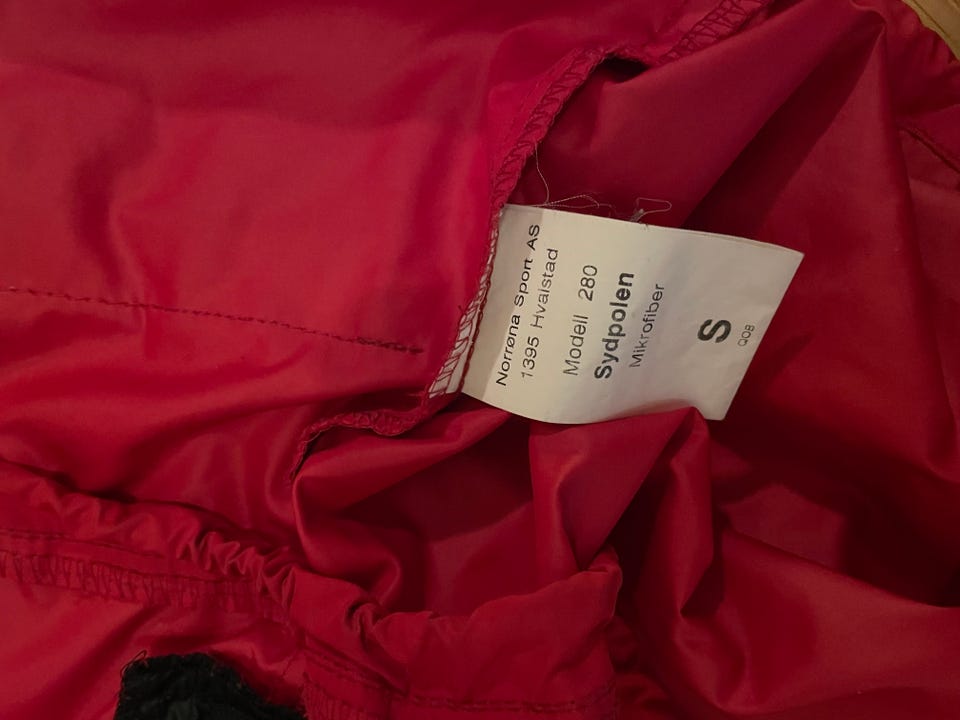 Norrøna Sport AS
1395 Hvalstad
Modell 280
Sydpolen
Mikrofiber
S
Q08